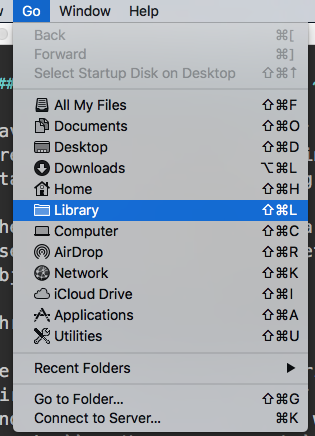 Go Window Help
Back ⌘[
Forward ⌘]
Select Startup Disk on Desktop ⇧⌘↑
All My Files ⇧⌘F
Documents ⇧⌘O
Desktop ⇧⌘D
Downloads ⌥⌘L
Home ⇧⌘H
Library ⇧⌘L
Computer ⇧⌘C
AirDrop ⇧⌘R
Network ⇧⌘K
iCloud Drive ⇧⌘I
Applications ⇧⌘A
Utilities ⇧⌘U
Recent Folders
Go to Folder... ⇧⌘G
Connect to Server... ⌘K